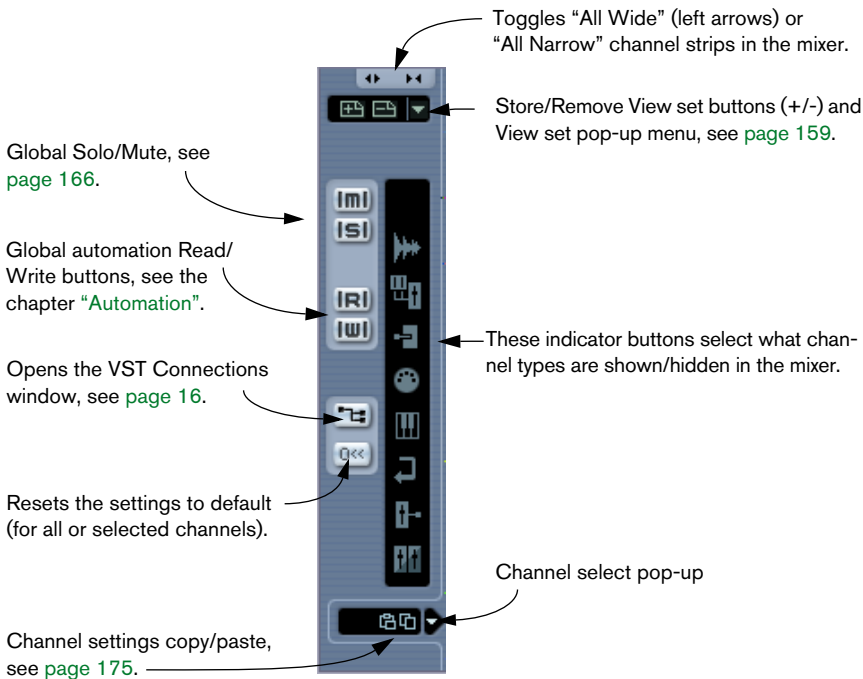 Toggles “All Wide” (left arrows) or
“All Narrow” channel strips in the mixer.
Store/Remove View set buttons (+/-) and
View set pop-up menu, see page 159.
Global Solo/Mute, see
page 166.
M
S
Global automation Read/
Write buttons, see the
chapter “Automation”.
R
W
These indicator buttons select what chan-
nel types are shown/hidden in the mixer.
Opens the VST Connections
window, see page 16.
0<<
Resets the settings to default
(for all or selected channels).
Channel select pop-up
Channel settings copy/paste,
see page 175.